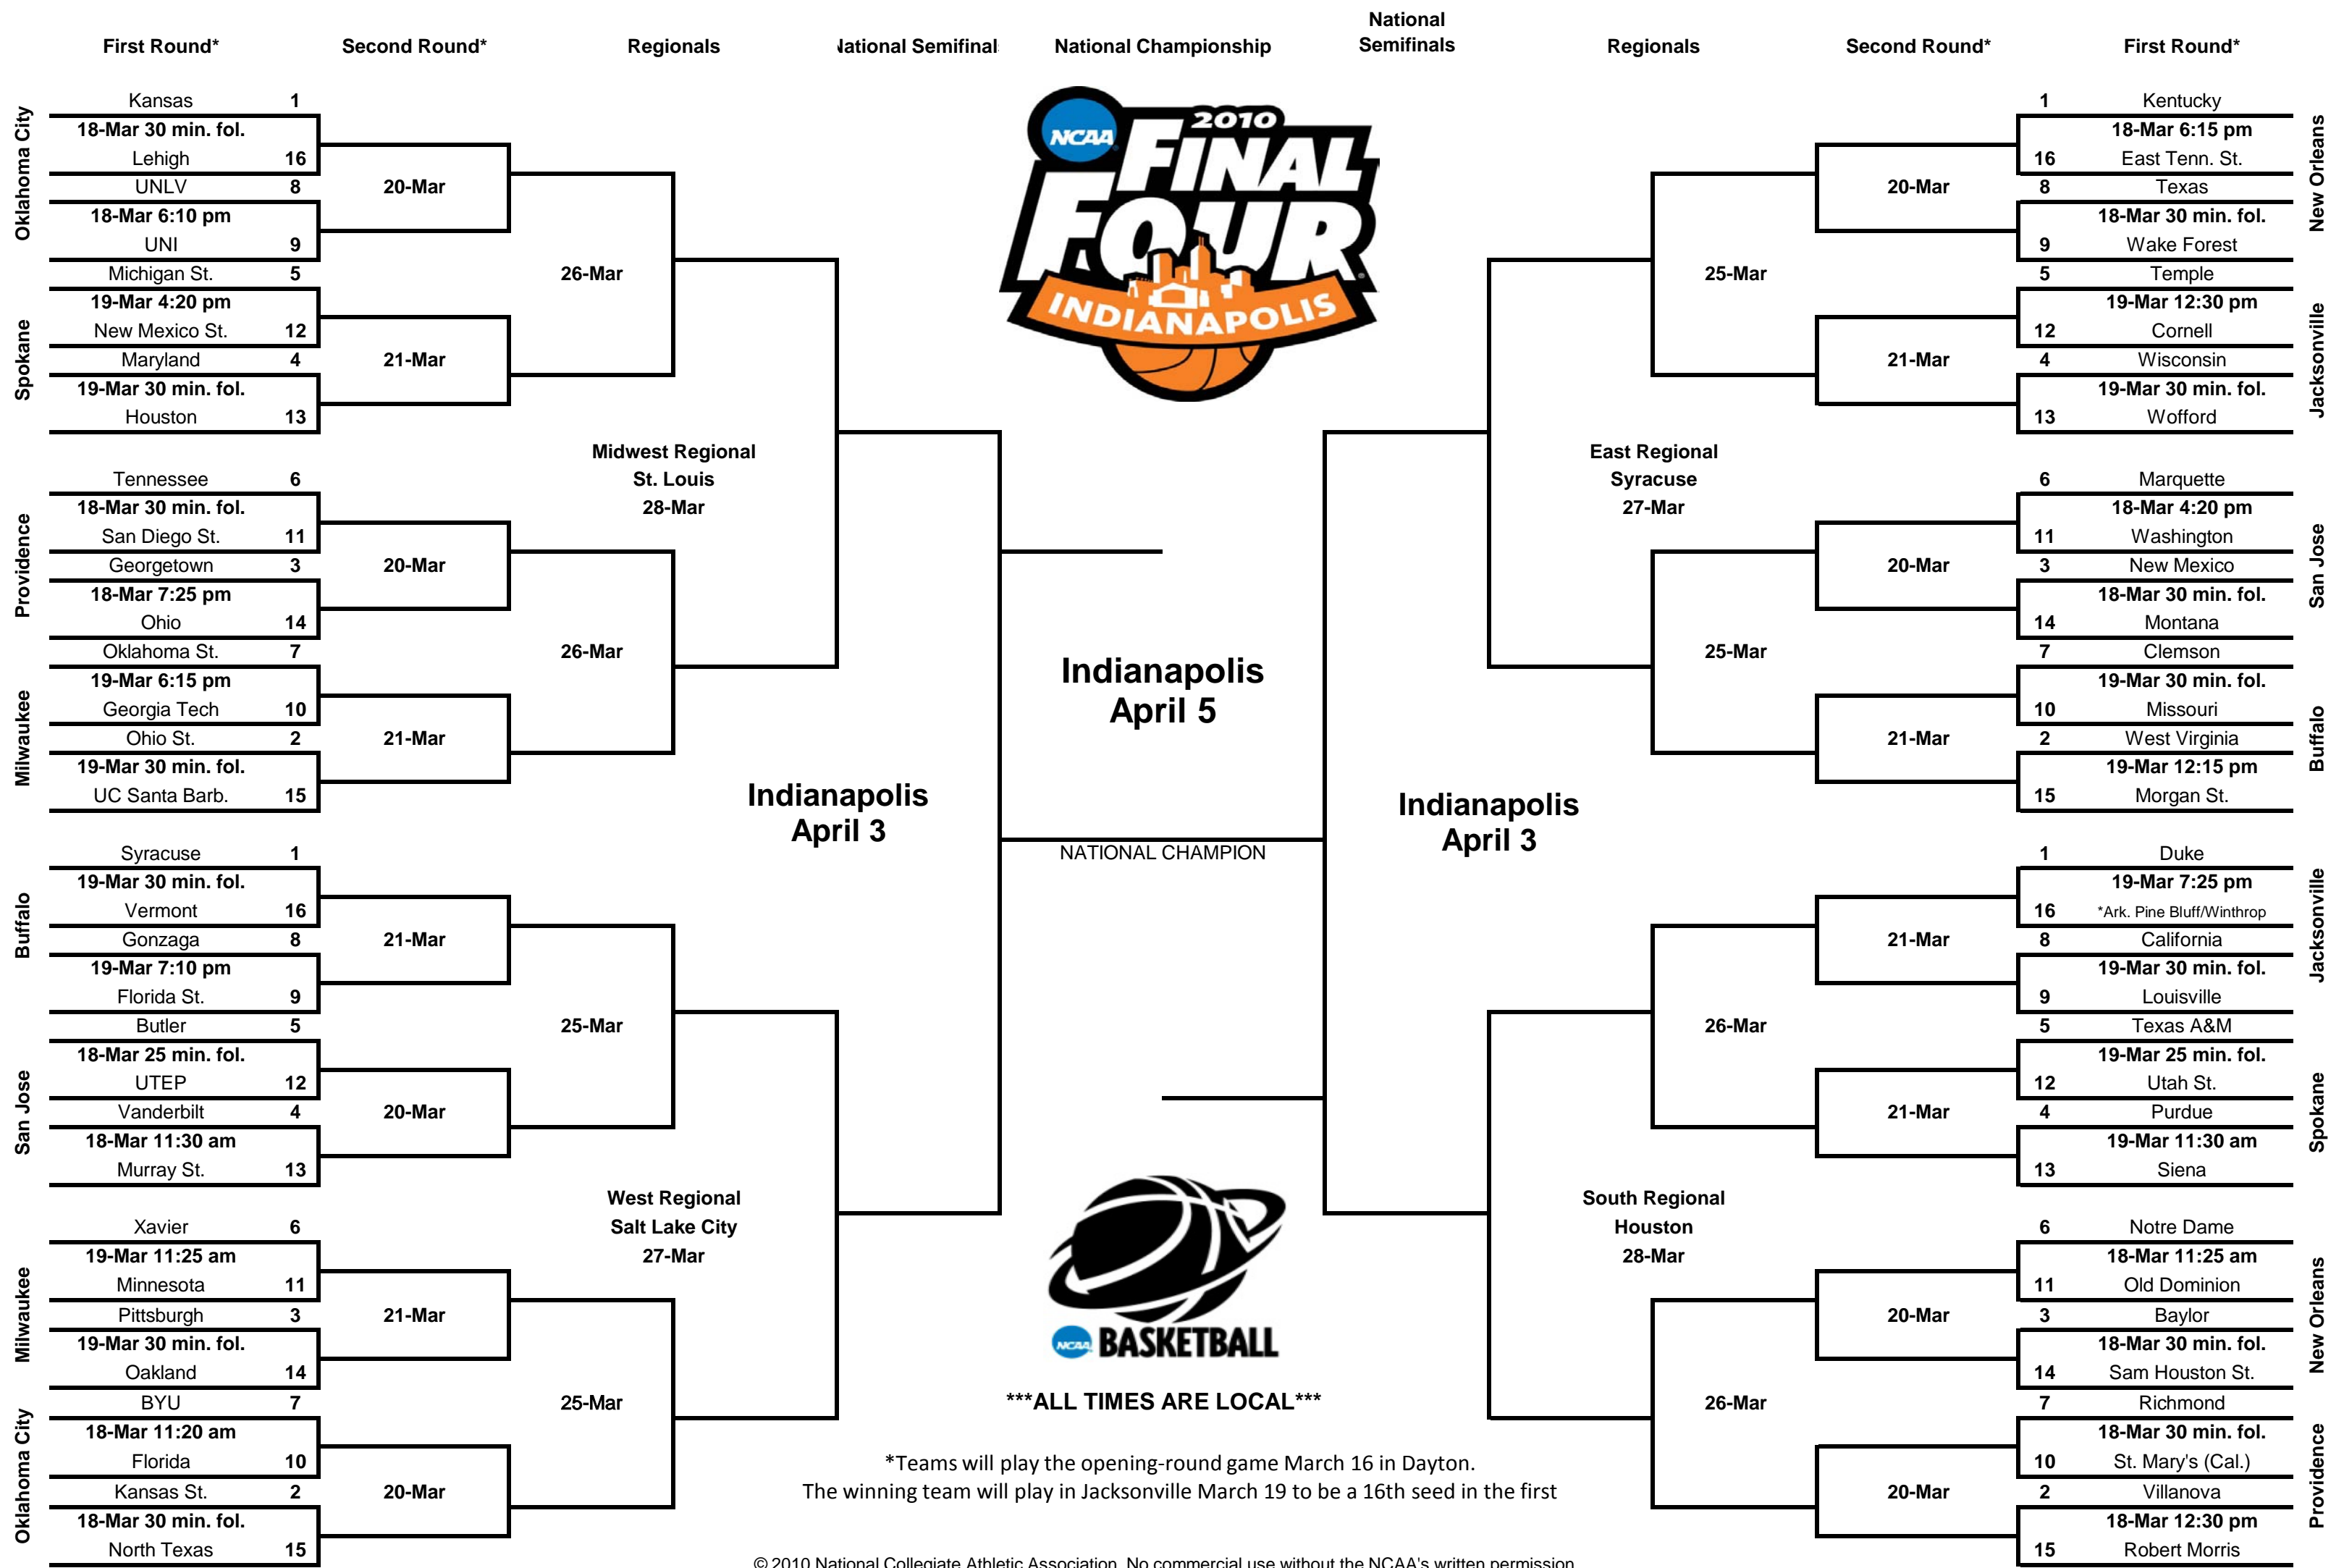 First Round*
Second Round*
Regionals
National Semifinals
National Championship
National
Semifinals
Regionals
Second Round*
First Round*
Oklahoma City
Kansas 1
18-Mar 30 min. fol.
Lehigh 16
UNLV 8
18-Mar 6:10 pm
UNI 9
20-Mar
Spokane
Michigan St. 5
19-Mar 4:20 pm
New Mexico St. 12
Maryland 4
19-Mar 30 min. fol.
Houston 13
21-Mar
26-Mar
Midwest Regional
St. Louis
28-Mar
Providence
Tennessee 6
18-Mar 30 min. fol.
San Diego St. 11
Georgetown 3
18-Mar 7:25 pm
Ohio 14
20-Mar
Milwaukee
Oklahoma St. 7
19-Mar 6:15 pm
Georgia Tech 10
Ohio St. 2
19-Mar 30 min. fol.
UC Santa Barb. 15
21-Mar
26-Mar
Indianapolis
April 3
Buffalo
Syracuse 1
19-Mar 30 min. fol.
Vermont 16
Gonzaga 8
19-Mar 7:10 pm
Florida St. 9
21-Mar
San Jose
Butler 5
18-Mar 25 min. fol.
UTEP 12
Vanderbilt 4
18-Mar 11:30 am
Murray St. 13
20-Mar
25-Mar
West Regional
Salt Lake City
27-Mar
Milwaukee
Xavier 6
19-Mar 11:25 am
Minnesota 11
Pittsburgh 3
19-Mar 30 min. fol.
Oakland 14
21-Mar
Oklahoma City
BYU 7
18-Mar 11:20 am
Florida 10
Kansas St. 2
18-Mar 30 min. fol.
North Texas 15
20-Mar
25-Mar
NCAA
2010
FINAL
FOUR
INDIANAPOLIS
Indianapolis
April 5
NATIONAL CHAMPION
NCAA BASKETBALL
***ALL TIMES ARE LOCAL***
*Teams will play the opening-round game March 16 in Dayton.
The winning team will play in Jacksonville March 19 to be a 16th seed in the first
© 2010 National Collegiate Athletic Association. No commercial use without the NCAA's written permission
New Orleans
1 Kentucky
18-Mar 6:15 pm
16 East Tenn. St.
8 Texas
18-Mar 30 min. fol.
9 Wake Forest
20-Mar
Jacksonville
5 Temple
19-Mar 12:30 pm
12 Cornell
4 Wisconsin
19-Mar 30 min. fol.
13 Wofford
21-Mar
25-Mar
East Regional
Syracuse
27-Mar
San Jose
6 Marquette
18-Mar 4:20 pm
11 Washington
3 New Mexico
18-Mar 30 min. fol.
14 Montana
20-Mar
Buffalo
7 Clemson
19-Mar 30 min. fol.
10 Missouri
2 West Virginia
19-Mar 12:15 pm
15 Morgan St.
21-Mar
25-Mar
Indianapolis
April 3
Jacksonville
1 Duke
19-Mar 7:25 pm
16 *Ark. Pine Bluff/Winthrop
8 California
19-Mar 30 min. fol.
9 Louisville
21-Mar
Spokane
5 Texas A&M
19-Mar 25 min. fol.
12 Utah St.
4 Purdue
19-Mar 11:30 am
13 Siena
21-Mar
26-Mar
South Regional
Houston
28-Mar
New Orleans
6 Notre Dame
18-Mar 11:25 am
11 Old Dominion
3 Baylor
18-Mar 30 min. fol.
14 Sam Houston St.
20-Mar
Providence
7 Richmond
18-Mar 30 min. fol.
10 St. Mary's (Cal.)
2 Villanova
18-Mar 12:30 pm
15 Robert Morris
20-Mar
26-Mar